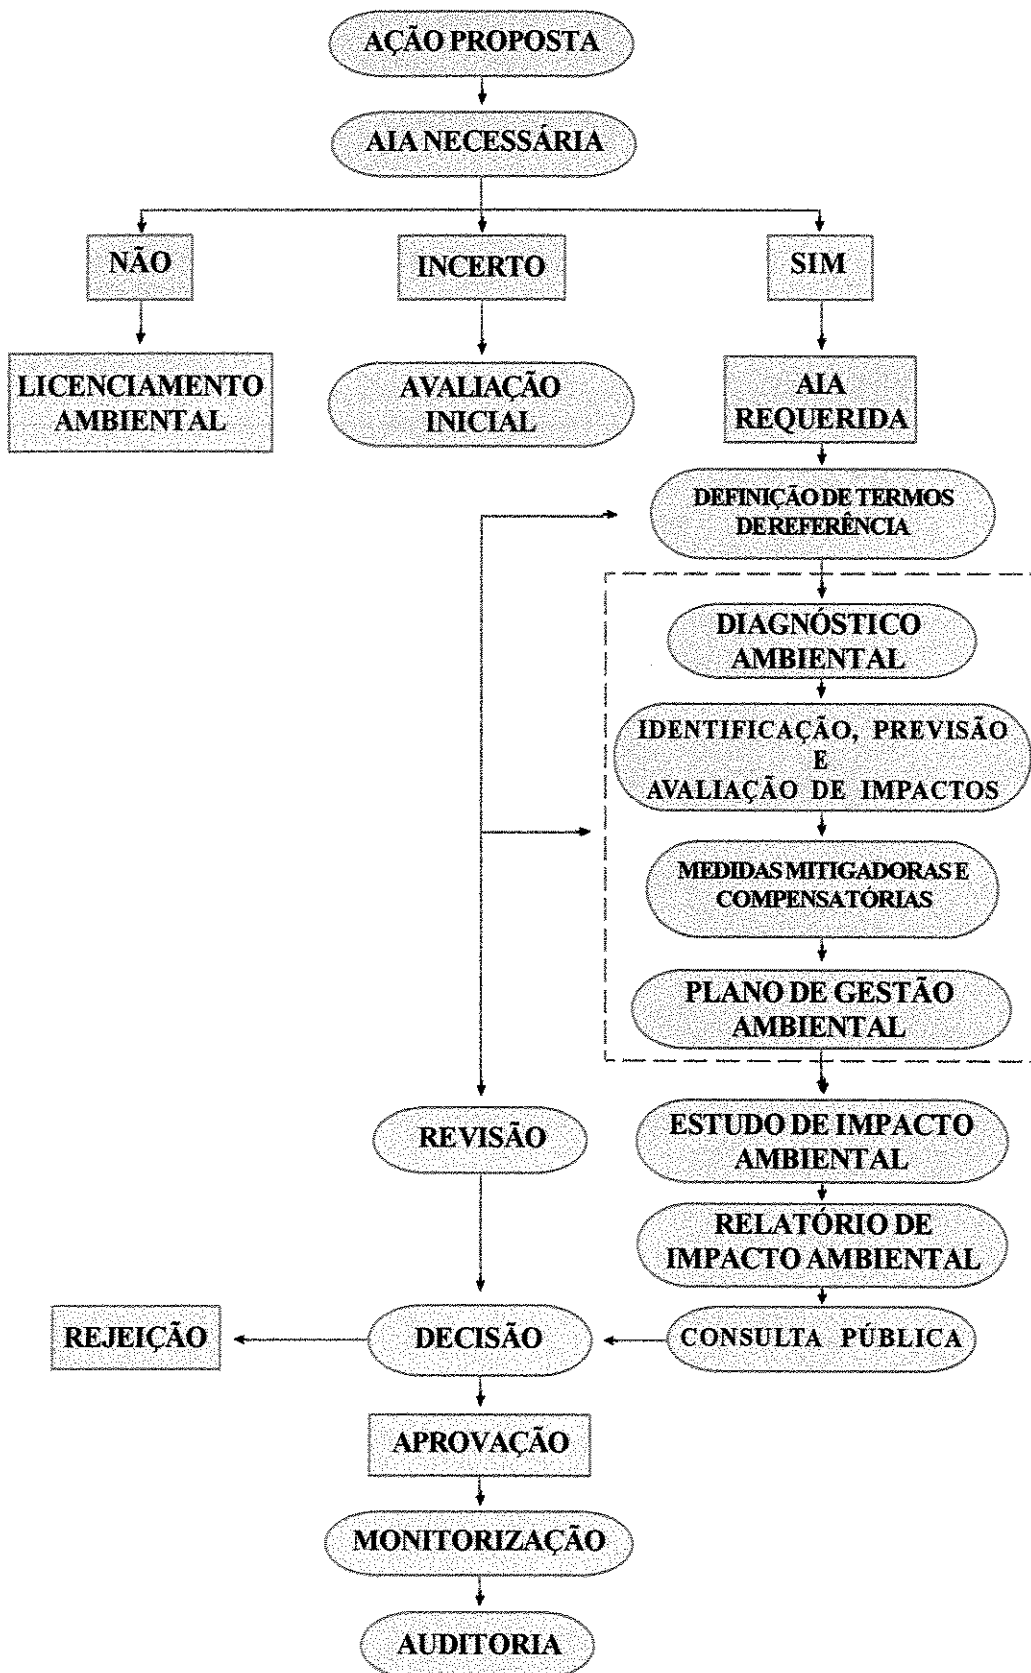 AÇÃO PROPOSTA
AIA NECESSÁRIA
NÃO
INCERTO
SIM
LICENCIAMENTO
AMBIENTAL
AVALIAÇÃO
INICIAL
AIA
REQUERIDA
DEFINIÇÃO DE TERMOS
DE REFERÊNCIA
DIAGNÓSTICO
AMBIENTAL
IDENTIFICAÇÃO, PREVISÃO
E
AVALIAÇÃO DE IMPACTOS
MEDIDAS MITIGADORAS E
COMPENSATÓRIAS
PLANO DE GESTÃO
AMBIENTAL
REVISÃO
ESTUDO DE IMPACTO
AMBIENTAL
RELATÓRIO DE
IMPACTO AMBIENTAL
REJEIÇÃO
DECISÃO
CONSULTA PÚBLICA
APROVAÇÃO
MONITORIZAÇÃO
AUDITORIA